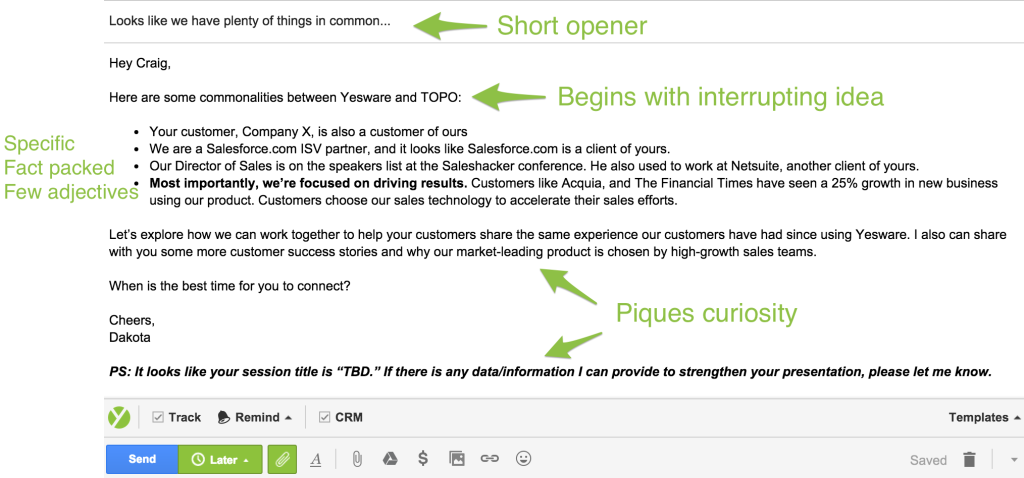 Looks like we have plenty of things in common...
Short opener
Hey Craig,
Here are some commonalities between Yesware and TOPO:
Begins with interrupting idea
Specific
Fact packed
Few adjectives
• Your customer, Company X, is also a customer of ours
• We are a Salesforce.com ISV partner, and it looks like Salesforce.com is a client of yours.
• Our Director of Sales is on the speakers list at the Saleshacker conference. He also used to work at Netsuite, another client of yours.
• Most importantly, we're focused on driving results. Customers like Acquia, and The Financial Times have seen a 25% growth in new business
using our product. Customers choose our sales technology to accelerate their sales efforts.
Let's explore how we can work together to help your customers share the same experience our customers have had since using Yesware. I also can share
with you some more customer success stories and why our market-leading product is chosen by high-growth sales teams.
When is the best time for you to connect?
Piques curiosity
Cheers,
Dakota
PS: It looks like your session title is “TBD.” If there is any data/information I can provide to strengthen your presentation, please let me know.
Track Remind CRM Templates
Send Later A $ Saved